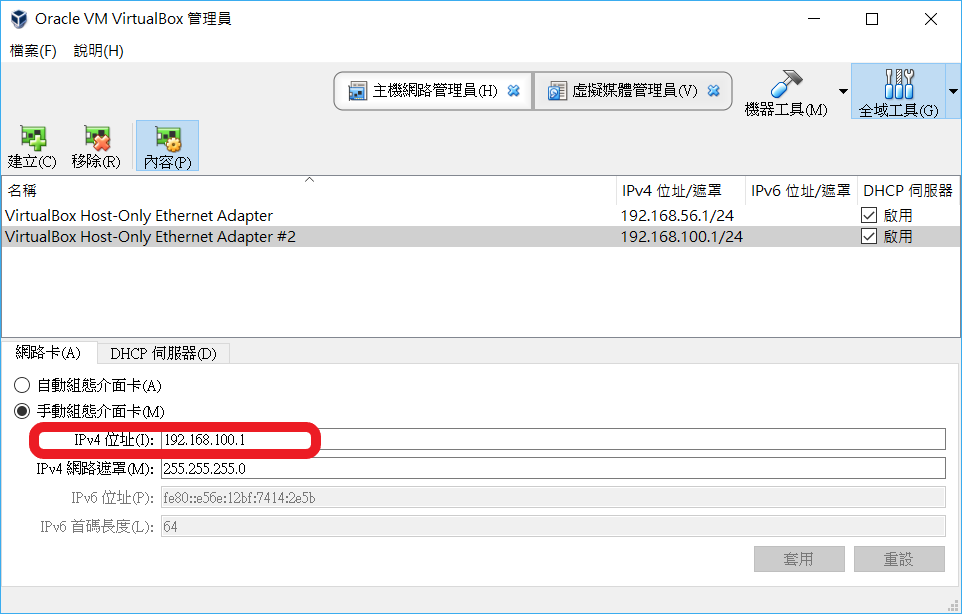 Oracle VM VirtualBox 管理員
檔案(F) 說明(H)
主機網路管理員(H) 虛擬媒體管理員(V) 機器工具(M) 全域工具(G)
建立(C) 移除(R) 內容(P)
名稱 IPv4 位址/遮罩 IPv6 位址/遮罩 DHCP 伺服器
VirtualBox Host-Only Ethernet Adapter 192.168.56.1/24 啟用
VirtualBox Host-Only Ethernet Adapter #2 192.168.100.1/24 啟用
網路卡(A) DHCP 伺服器(D)
自動組態介面卡(A)
手動組態介面卡(M)
IPv4 位址(I): 192.168.100.1
IPv4 網路遮罩(M): 255.255.255.0
IPv6 位址(P): fe80::e56e:12bf:7414:2e5b
IPv6 首碼長度(L): 64
套用 重設